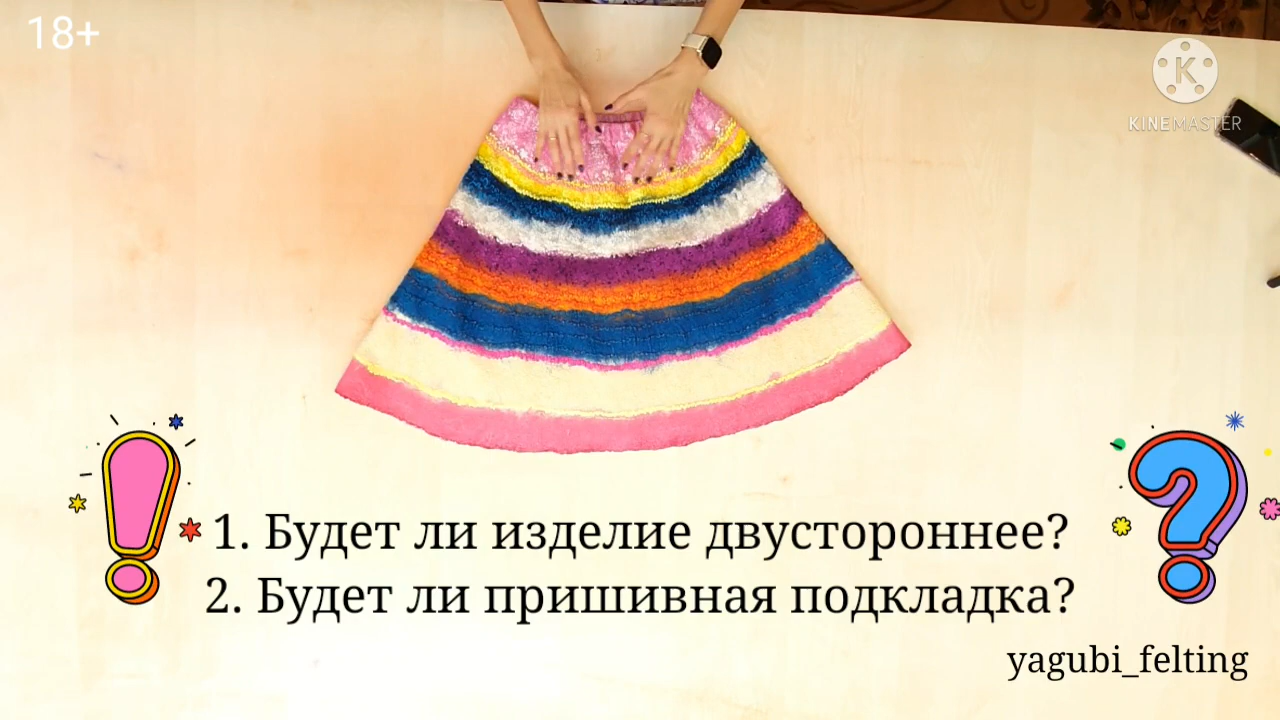 18+
KINEMASTER
1. Будет ли изделие двустороннее?
2. Будет ли пришивная подкладка?
yagubi_felting